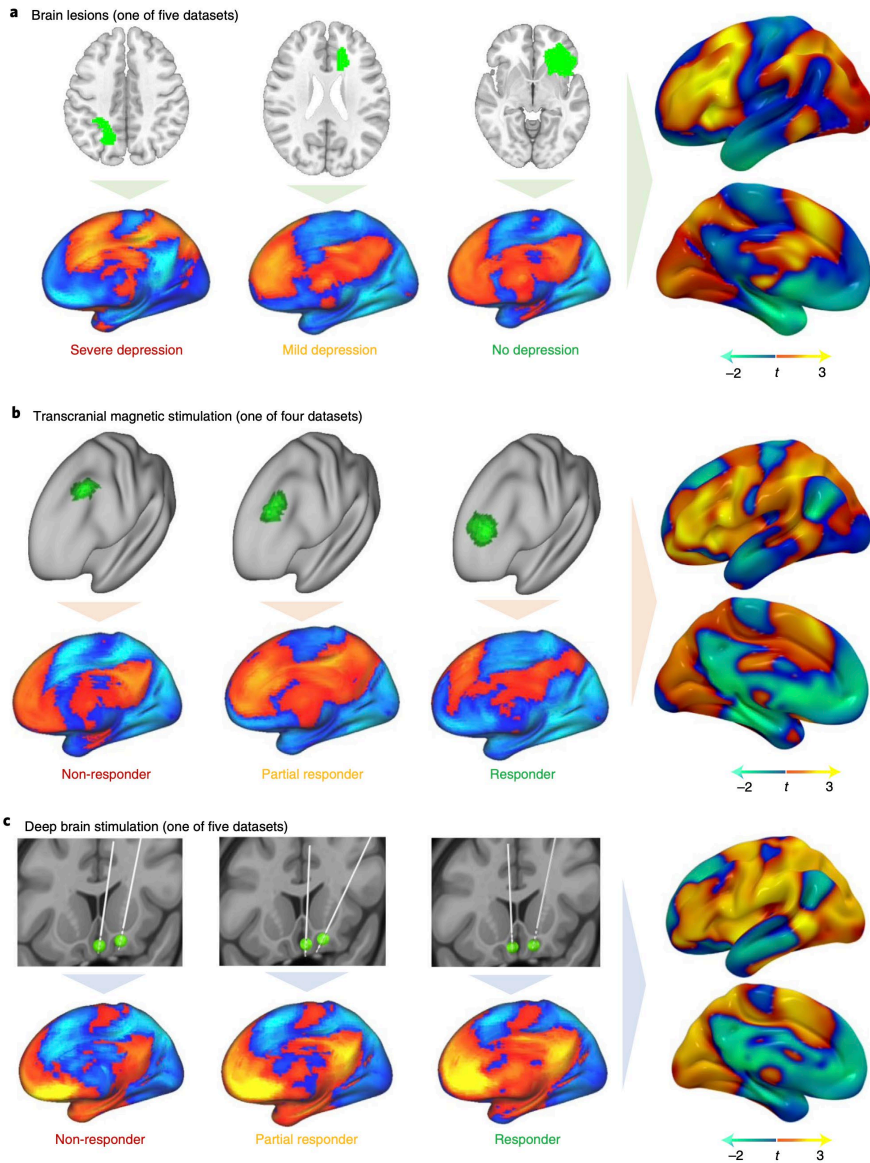 a Brain lesions (one of five datasets)
Severe depression
Mild depression
No depression
–2 t 3
b Transcranial magnetic stimulation (one of four datasets)
Non-responder
Partial responder
Responder
–2 t 3
c Deep brain stimulation (one of five datasets)
Non-responder
Partial responder
Responder
–2 t 3